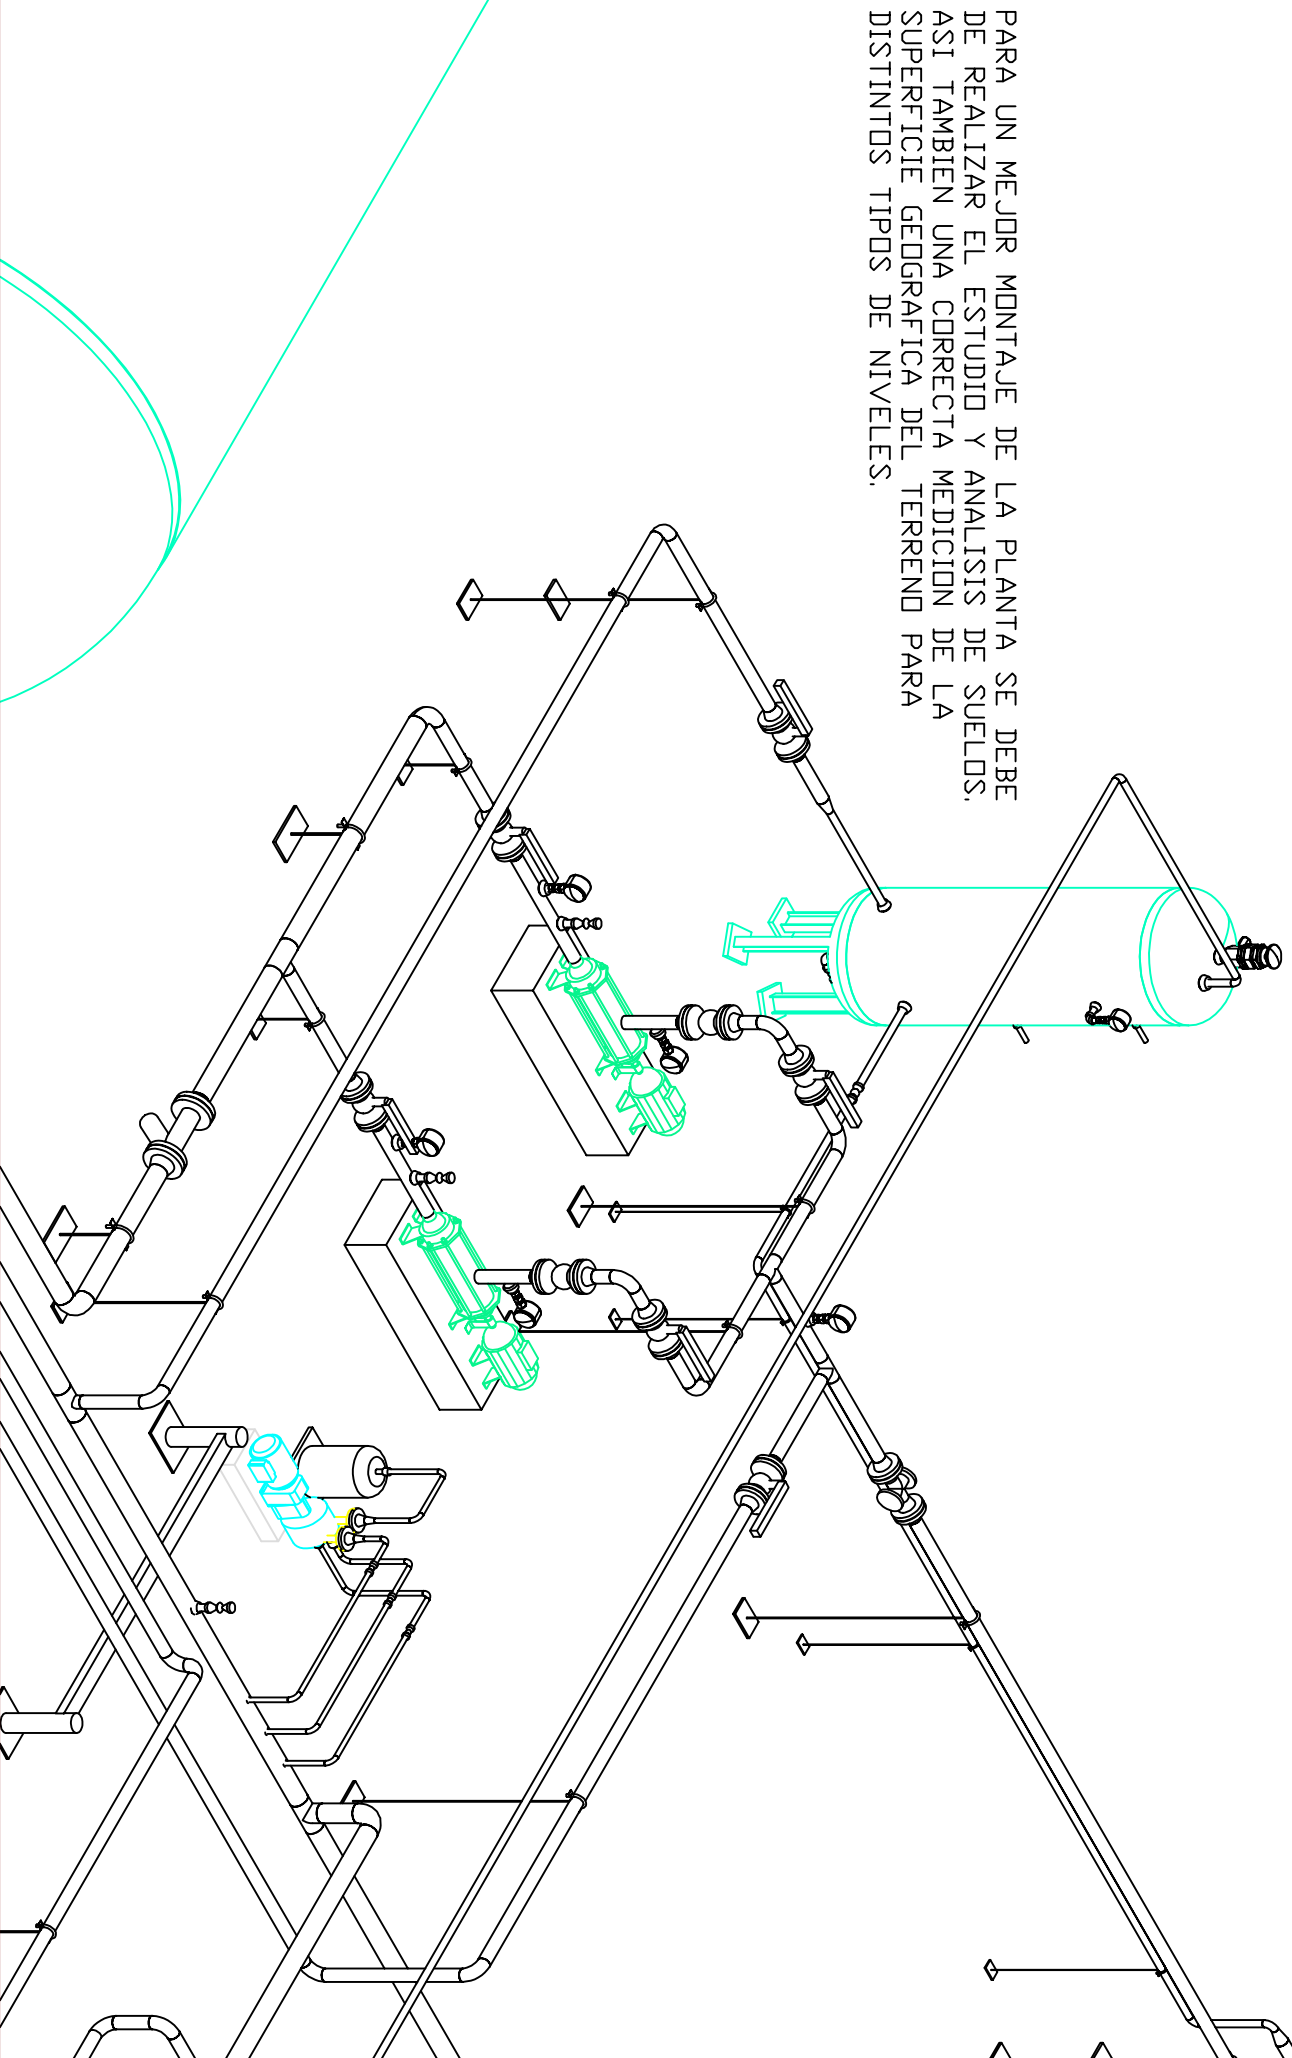 PARA UN MEJOR MONTAJE DE LA PLANTA SE DEBE
DE REALIZAR EL ESTUDIO Y ANALISIS DE SUELOS,
ASI TAMBIEN UNA CORRECTA MEDICION DE LA
SUPERFICIE GEOGRAFICA DEL TERRENO PARA
DISTINTOS TIPOS DE NIVELES.